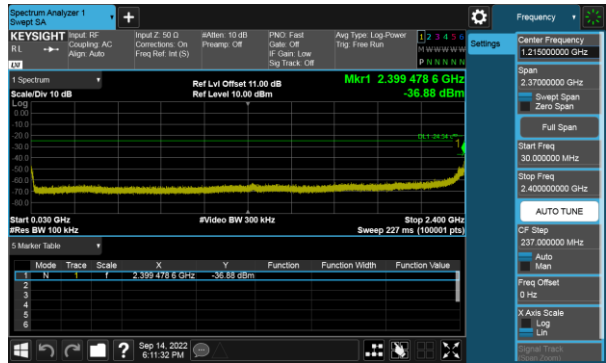 Spectrum Analyzer 1
Swept SA
+
Frequency
KEYSIGHT
RL
Input: RF
Coupling: AC
Align: Auto
Input Z: 50 Ω
Corrections: On
Freq Ref: Int (S)
#Atten: 10 dB
Preamp: Off
PNO: Fast
Gate: Off
IF Gain: Low
Sig Track: Off
Avg Type: Log-Power
Trig: Free Run
1 2 3 4 5 6
M W W W W W
P N N N N N
LXI
1 Spectrum
Scale/Div 10 dB
Ref Lvl Offset 11.00 dB
Ref Level 10.00 dBm
Mkr1 2.399 478 6 GHz
-36.88 dBm
Log
0.00
-10.0
-20.0
-30.0
-40.0
-50.0
-60.0
-70.0
-80.0
1
Start 0.030 GHz
#Res BW 100 kHz
#Video BW 300 kHz
Stop 2.400 GHz
Sweep 227 ms (100001 pts)
5 Marker Table
Mode Trace Scale X Y Function Function Width Function Value
1 N 1 f 2.399 478 6 GHz -36.88 dBm
2
3
4
5
6
Sep 14, 2022
6:11:32 PM
Settings
Center Frequency
1.215000000 GHz
Span
2.37000000 GHz
Swept Span
Zero Span
Full Span
Start Freq
30.000000 MHz
Stop Freq
2.400000000 GHz
AUTO TUNE
CF Step
237.000000 MHz
Auto
Man
Freq Offset
0 Hz
X Axis Scale
Log
Lin
Signal Track
(Span Zoom)